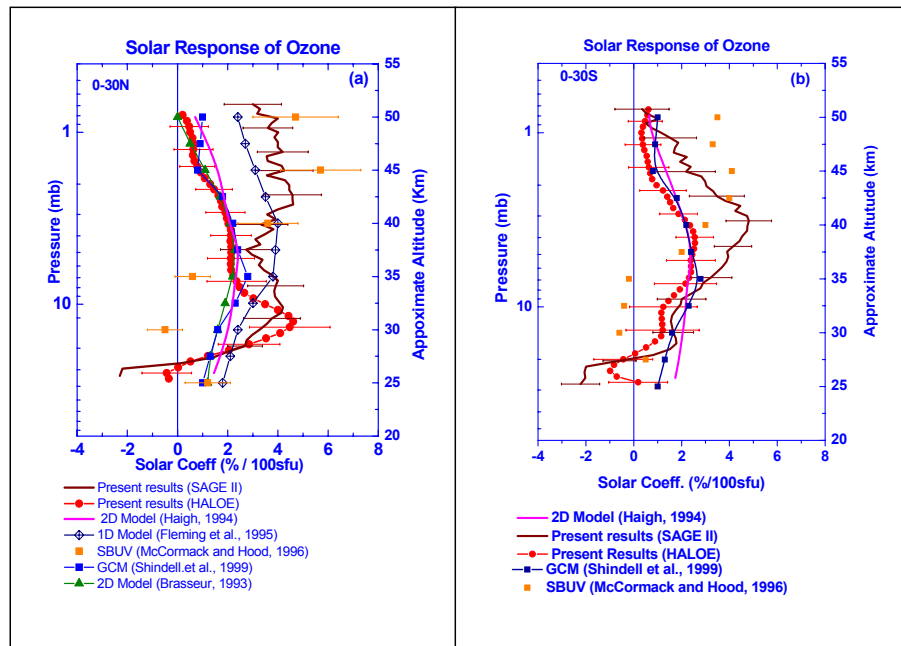 Solar Response of Ozone
(a)
0-30N
55
50
45
40
35
30
25
20
Approximate Altitude (Km)
1
10
Pressure (mb)
-4 -2 0 2 4 6 8
Solar Coeff (% / 100sfu)
Present results (SAGE II)
Present results (HALOE)
2D Model (Haigh, 1994)
1D Model (Fleming et al., 1995)
SBUV (McCormack and Hood, 1996)
GCM (Shindell.et al., 1999)
2D Model (Brasseur, 1993)
Solar Response of Ozone
(b)
0-30S
55
50
45
40
35
30
25
20
Approximate Altutude (km)
1
10
Pressure (mb)
-4 -2 0 2 4 6 8
Solar Coeff. (%/100sfu)
2D Model (Haigh, 1994)
Present results (SAGE II)
Present Results (HALOE)
GCM (Shindell et al., 1999)
SBUV (McCormack and Hood, 1996)